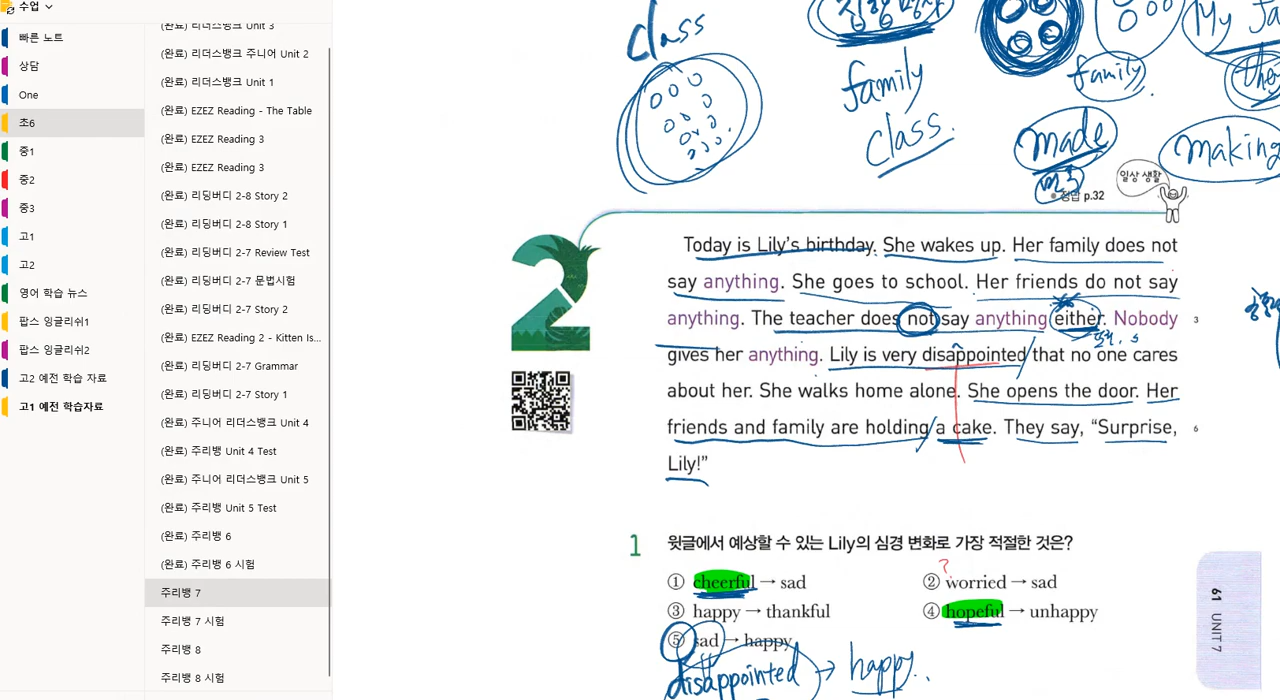 수업
빠른 노트
상담
One
초6
중1
중2
중3
고1
고2
영어 학습 뉴스
팝스 잉글리쉬1
팝스 잉글리쉬2
고2 예전 학습 자료
고1 예전 학습자료
(완료) 리더스뱅크 Unit 3
(완료) 리더스뱅크 주니어 Unit 2
(완료) 리더스뱅크 Unit 1
(완료) EZEZ Reading - The Table
(완료) EZEZ Reading 3
(완료) EZEZ Reading 3
(완료) 리딩버디 2-8 Story 2
(완료) 리딩버디 2-8 Story 1
(완료) 리딩버디 2-7 Review Test
(완료) 리딩버디 2-7 문법시험
(완료) 리딩버디 2-7 Story 2
(완료) EZEZ Reading 2 - Kitten Is...
(완료) 리딩버디 2-7 Grammar
(완료) 리딩버디 2-7 Story 1
(완료) 주니어 리더스뱅크 Unit 4
(완료) 주리뱅 Unit 4 Test
(완료) 주니어 리더스뱅크 Unit 5
(완료) 주리뱅 Unit 5 Test
(완료) 주리뱅 6
(완료) 주리뱅 6 시험
주리뱅 7
주리뱅 7 시험
주리뱅 8
주리뱅 8 시험
class
집합명사
My fa
family
family
they
class.
made
making
일상 생활
정답 p.32
2
Today is Lily's birthday. She wakes up. Her family does not
say anything. She goes to school. Her friends do not say
anything. The teacher does not say anything either. Nobody
3
gives her anything. Lily is very disappointed that no one cares
about her. She walks home alone. She opens the door. Her
friends and family are holding a cake. They say, “Surprise,
6
Lily!”
1 윗글에서 예상할 수 있는 Lily의 심경 변화로 가장 적절한 것은?
① cheerful → sad
② worried → sad
?
③ happy → thankful
④ hopeful → unhappy
⑤ sad → happy
disappointed → happy..
61 UNIT 7